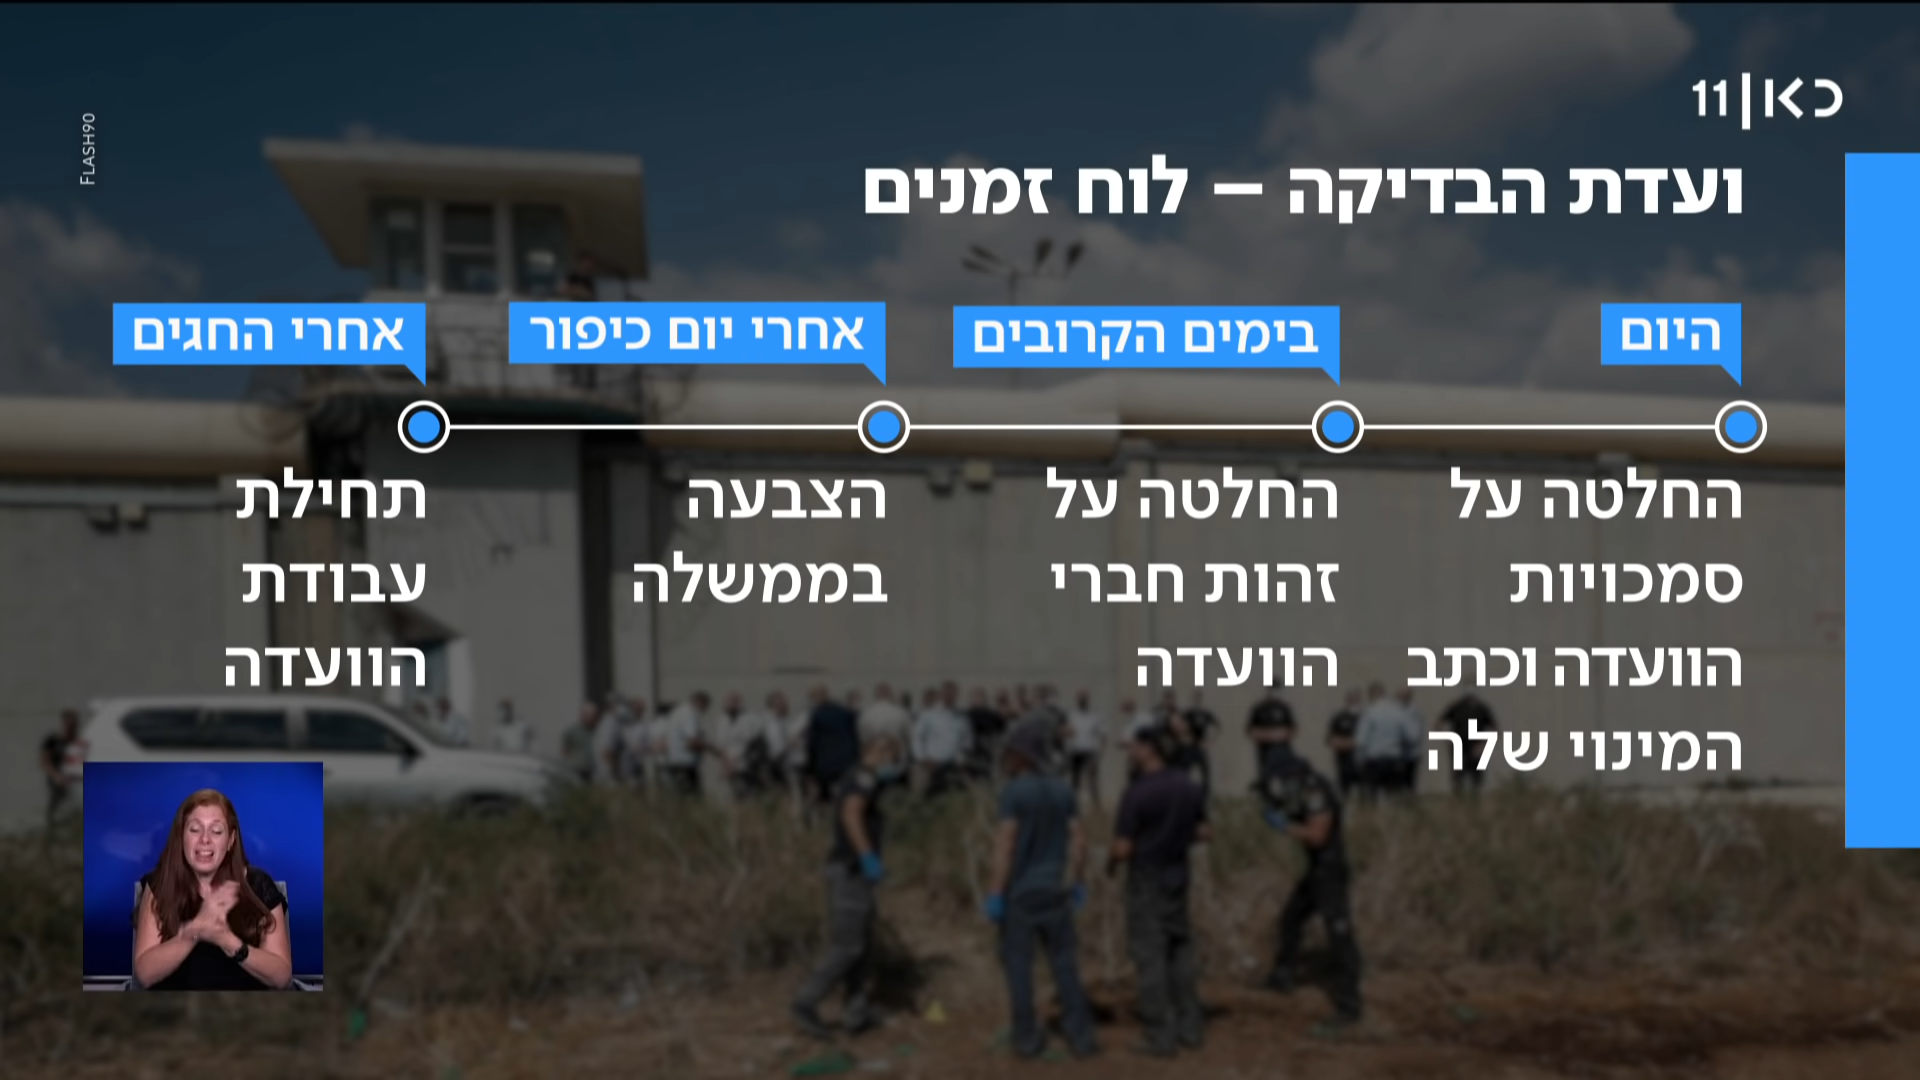 כאן|11
FLASH90
ועדת הבדיקה – לוח זמנים
היום
החלטה על
סמכויות
הוועדה וכתב
המינוי שלה
בימים הקרובים
החלטה על
זהות חברי
הוועדה
אחרי יום כיפור
הצבעה
בממשלה
אחרי החגים
תחילת
עבודת
הוועדה